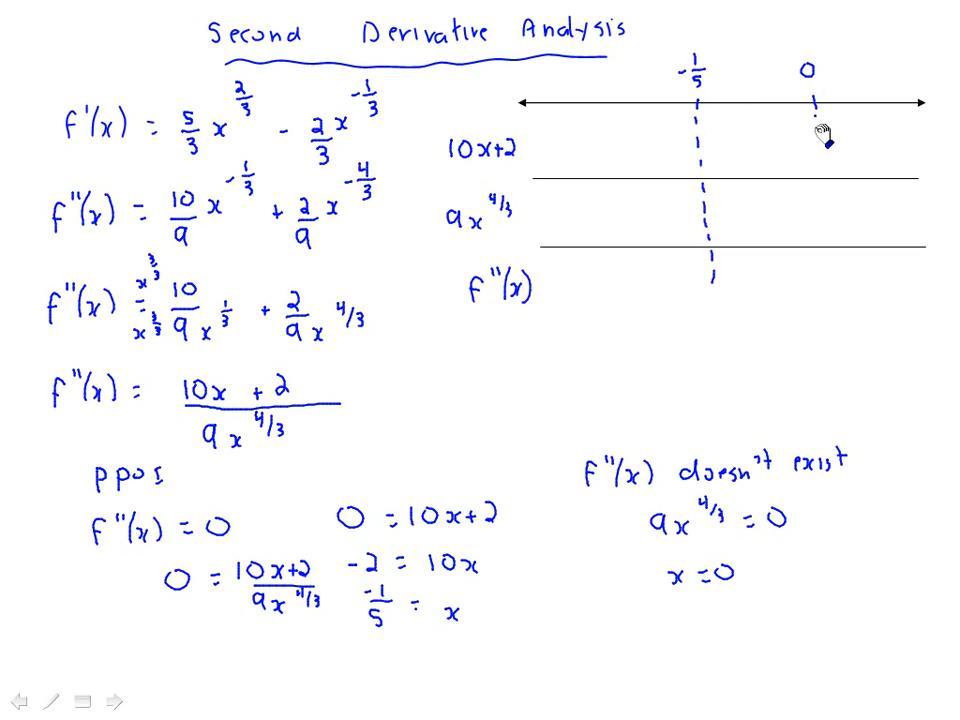 Second Derivative Analysis
f'(x) = 5/3 x^2/3 - 2/3 x^-1/3
f''(x) = 10/9 x^-1/3 + 2/9 x^-4/3
f''(x) = x^3/3 10 / x^3/3 9x^1/3 + 2/9x^4/3
f''(x) = 10x + 2 / 9x^4/3
PPOI
f''(x) = 0
0 = 10x+2 / 9x^4/3
0 = 10x+2
-2 = 10x
-1/5 = x
-1/5 0
10x+2
9x^4/3
f''(x)
f''(x) doesn't exist
9x^4/3 = 0
x = 0